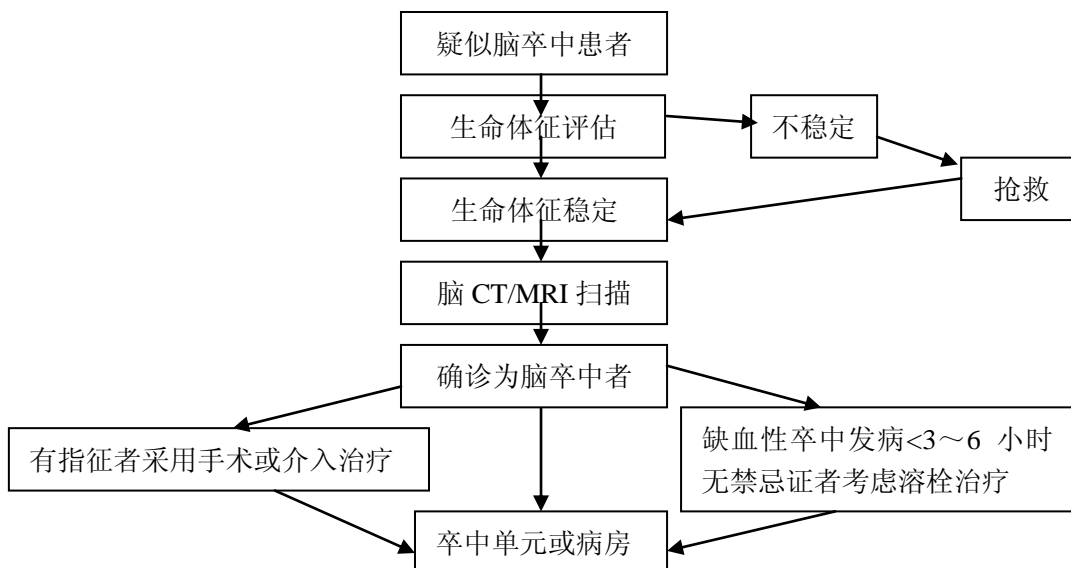 疑似脑卒中患者
生命体征评估
不稳定
抢救
生命体征稳定
脑 CT/MRI 扫描
确诊为脑卒中者
有指征者采用手术或介入治疗
缺血性卒中发病<3～6 小时
无禁忌证者考虑溶栓治疗
卒中单元或病房